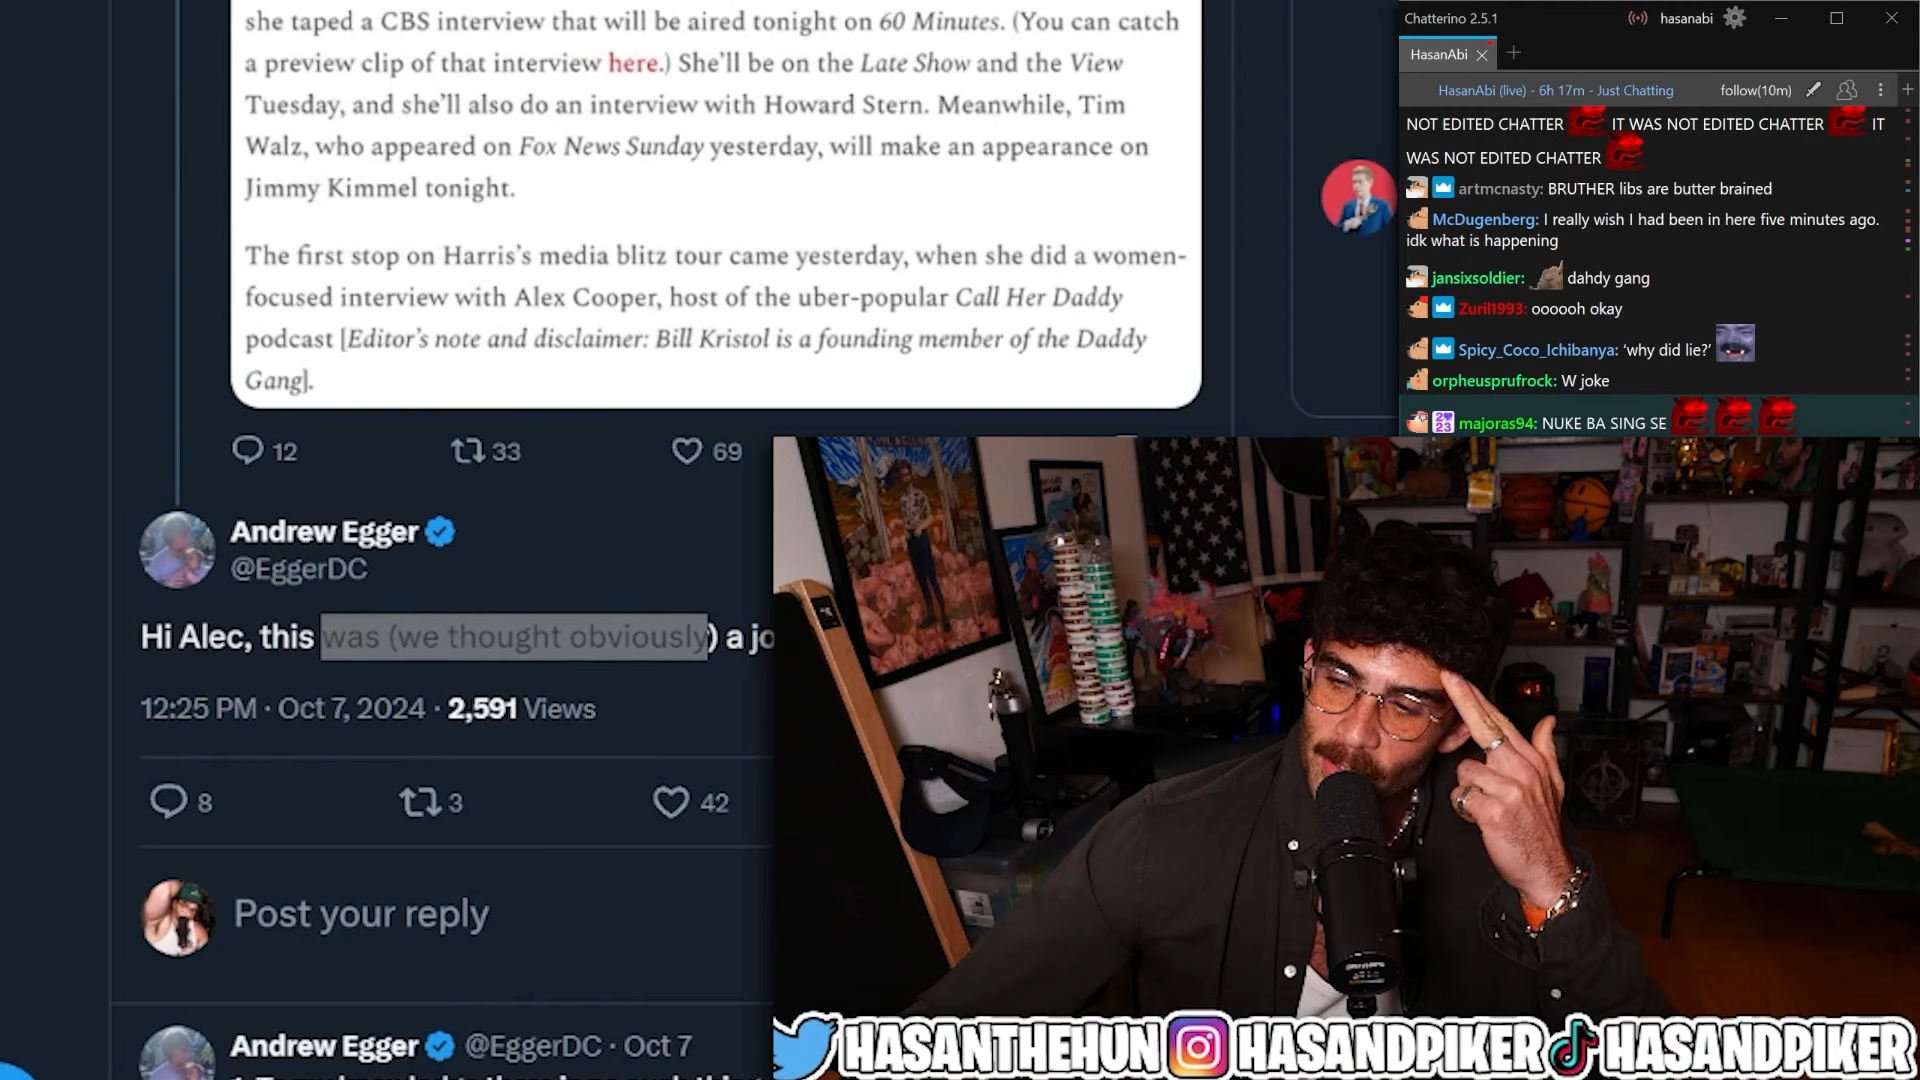 she taped a CBS interview that will be aired tonight on 60 Minutes. (You can catch
a preview clip of that interview here.) She'll be on the Late Show and the View
Tuesday, and she'll also do an interview with Howard Stern. Meanwhile, Tim
Walz, who appeared on Fox News Sunday yesterday, will make an appearance on
Jimmy Kimmel tonight.
The first stop on Harris's media blitz tour came yesterday, when she did a women-
focused interview with Alex Cooper, host of the uber-popular Call Her Daddy
podcast [Editor's note and disclaimer: Bill Kristol is a founding member of the Daddy
Gang].
12 33 69
Andrew Egger
@EggerDC
Hi Alec, this was (we thought obviously) a jo
12:25 PM · Oct 7, 2024 · 2,591 Views
8 3 42
Post your reply
Andrew Egger @EggerDC · Oct 7
Chatterino 2.5.1 hasanabi
HasanAbi
HasanAbi (live) - 6h 17m - Just Chatting follow(10m)
NOT EDITED CHATTER IT WAS NOT EDITED CHATTER IT
WAS NOT EDITED CHATTER
artmcnasty: BRUTHER libs are butter brained
McDugenberg: I really wish I had been in here five minutes ago.
idk what is happening
jansixsoldier: dahdy gang
Zuril1993: oooooh okay
Spicy_Coco_Ichibanya: 'why did lie?'
orpheusprufrock: W joke
majoras94: NUKE BA SING SE
HASANTHEHUN HASANDPIKER HASANDPIKER